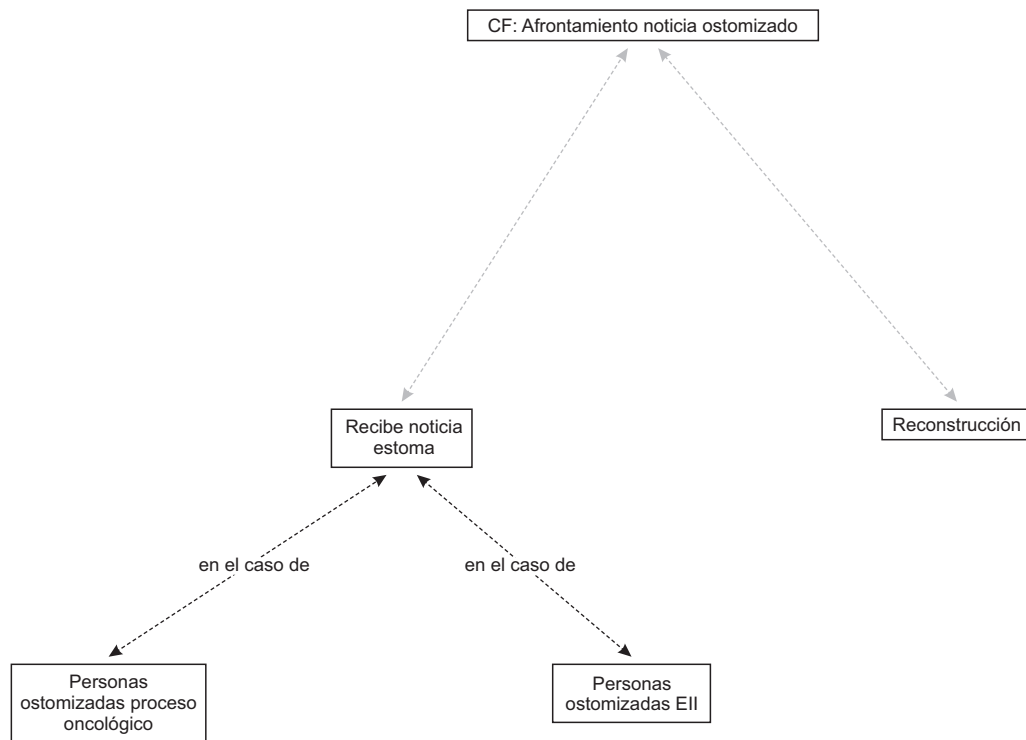 CF: Afrontamiento noticia ostomizado
Recibe noticia
estoma
Reconstrucción
en el caso de
en el caso de
Personas
ostomizadas proceso
oncológico
Personas
ostomizadas EII